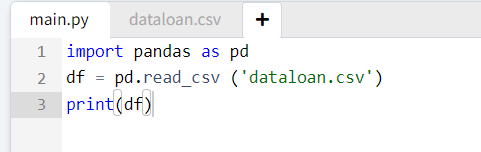 main.py dataloan.csv +
1 import pandas as pd
2 df = pd.read_csv ('dataloan.csv')
3 print(df)